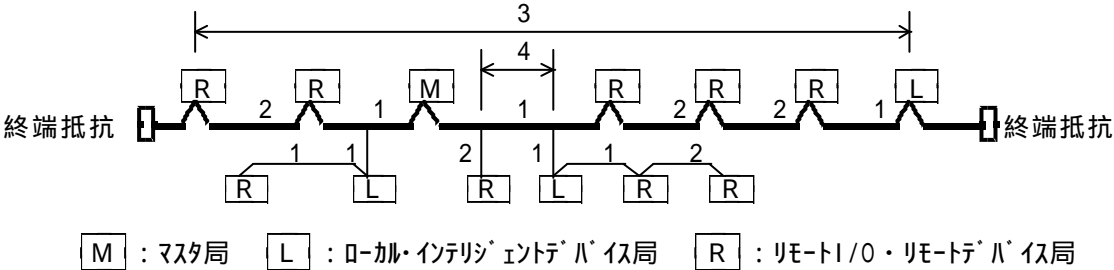 3
4
R R M R R R L
終端抵抗 2 1 1 2 2 1 終端抵抗
1 1 2 1 1 2
R L R L R R
M : マスタ局 L : ローカル・インテリジェントデバイス局 R : リモートI/O・リモートデバイス局